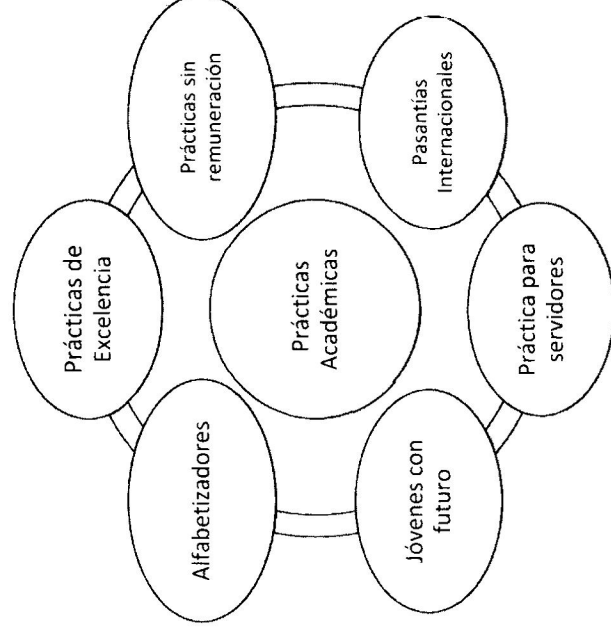 Prácticas de
Excelencia
Prácticas sin
remuneración
Pasantías
Internacionales
Práctica para
servidores
Jóvenes con
futuro
Alfabetizadores
Prácticas
Académicas